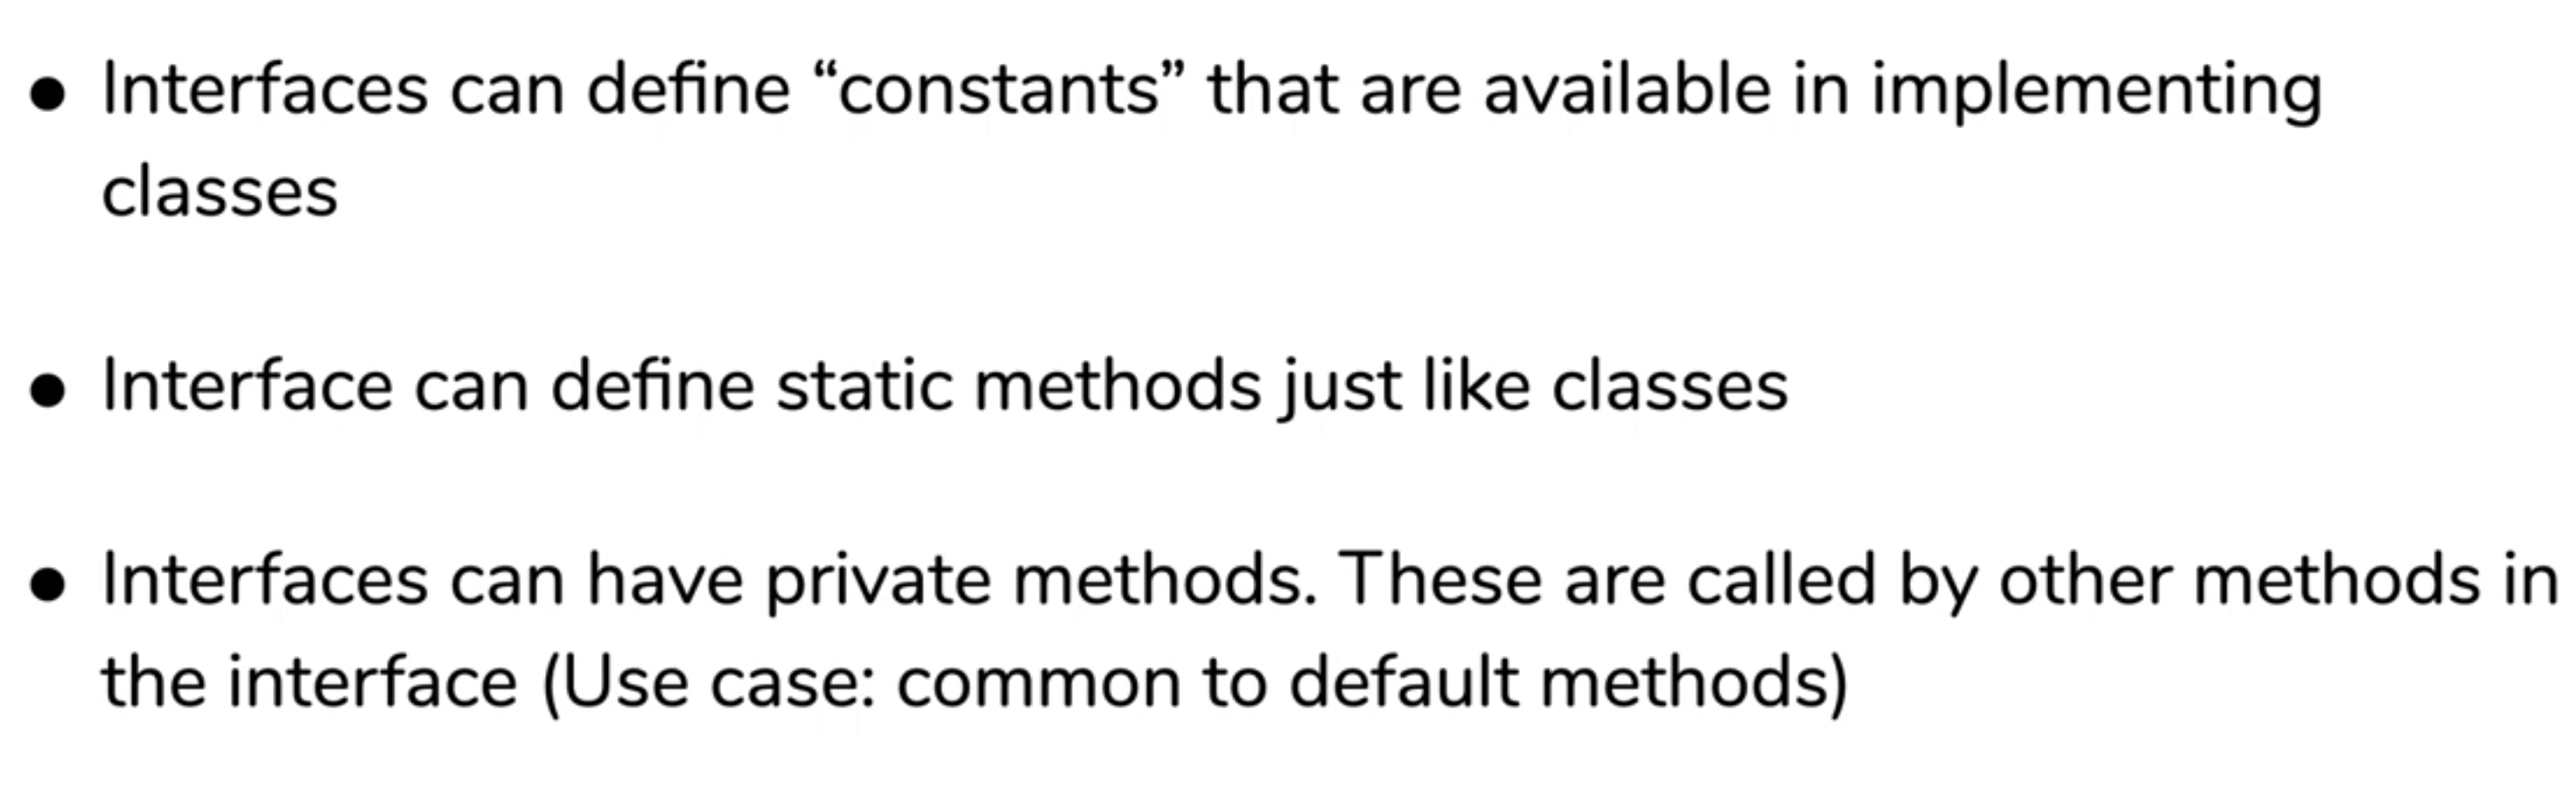 ● Interfaces can define “constants” that are available in implementing
classes
● Interface can define static methods just like classes
● Interfaces can have private methods. These are called by other methods in
the interface (Use case: common to default methods)